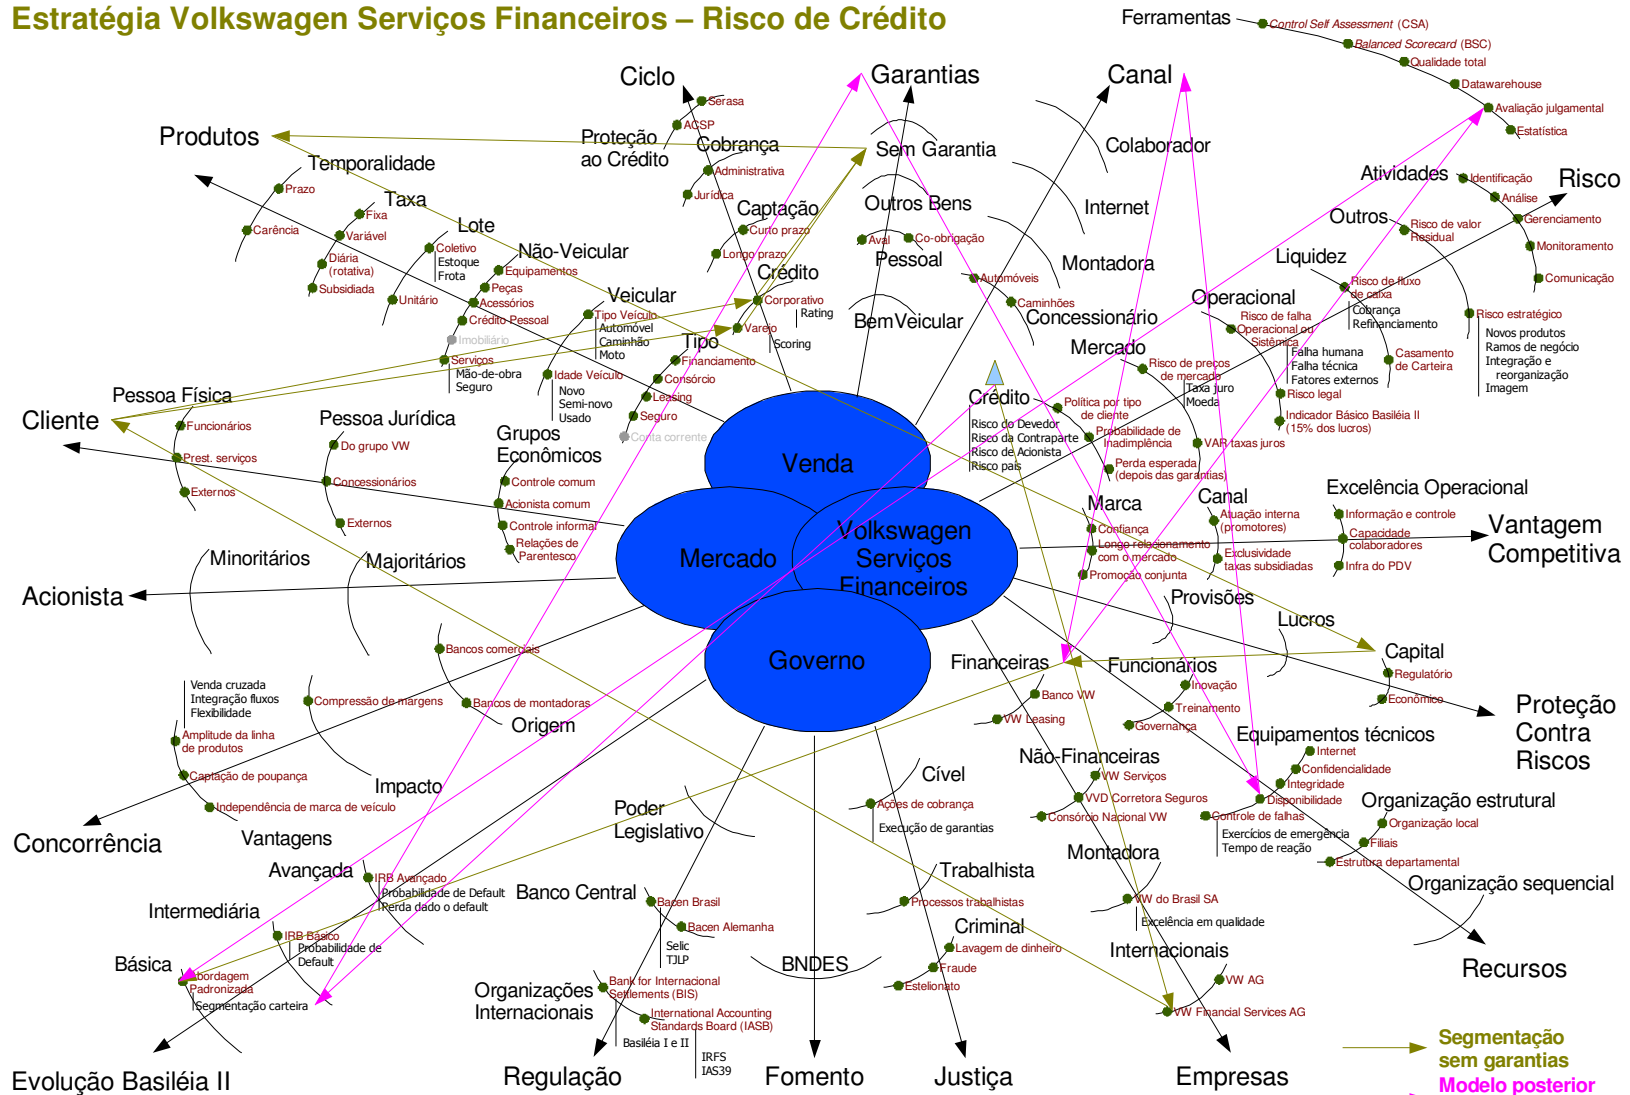 Estratégia Volkswagen Serviços Financeiros – Risco de Crédito
Ferramentas
Control Self Assessment (CSA)
Balanced Scorecard (BSC)
Qualidade total
Datawarehouse
Avaliação julgamental
Estatística
Ciclo
Serasa
ACSP
Proteção
ao Crédito
Cobrança
Administrativa
Jurídica
Captação
Curto prazo
Longo prazo
Crédito
Corporativo
Rating
Varejo
Scoring
Garantias
Sem Garantia
Outros Bens
Aval
Co-obrigação
Pessoal
BemVeicular
Canal
Colaborador
Internet
Montadora
Automóveis
Caminhões
Concessionário
Risco
Atividades
Identificação
Análise
Gerenciamento
Monitoramento
Comunicação
Outros
Risco de valor
Residual
Risco estratégico
Novos produtos
Ramos de negócio
Integração e
reorganização
Imagem
Liquidez
Risco de fluxo
de caixa
Cobrança
Refinanciamento
Casamento
de Carteira
Operacional
Risco de falha
Operacional ou
Sistêmica
Falha humana
Falha técnica
Fatores externos
Risco legal
Indicador Básico Basiléia II
(15% dos lucros)
Mercado
Risco de preços
de mercado
Taxa juro
Moeda
VAR taxas juros
Crédito
Risco do Devedor
Risco da Contraparte
Risco de Acionista
Risco país
Política por tipo
de cliente
Probabilidade de
Inadimplência
Perda esperada
(depois das garantias)
Produtos
Temporalidade
Prazo
Carência
Taxa
Fixa
Variável
Diária
(rotativa)
Subsidiada
Lote
Coletivo
Estoque
Frota
Unitário
Não-Veicular
Equipamentos
Peças
Acessórios
Crédito Pessoal
Imobiliário
Serviços
Mão-de-obra
Seguro
Veicular
Tipo Veículo
Automóvel
Caminhão
Moto
Idade Veículo
Novo
Semi-novo
Usado
Tipo
Financiamento
Consórcio
Leasing
Seguro
Conta corrente
Cliente
Pessoa Física
Funcionários
Prest. serviços
Externos
Pessoa Jurídica
Do grupo VW
Concessionários
Externos
Grupos
Econômicos
Controle comum
Acionista comum
Controle informal
Relações de
Parentesco
Venda
Mercado
Volkswagen
Serviços
Financeiros
Governo
Marca
Confiança
Longo relacionamento
com o mercado
Promoção conjunta
Canal
Atuação interna
(promotores)
Exclusividade
taxas subsidiadas
Excelência Operacional
Informação e controle
Capacidade
colaboradores
Infra do PDV
Vantagem
Competitiva
Acionista
Minoritários
Majoritários
Provisões
Lucros
Capital
Regulatório
Econômico
Proteção
Contra
Riscos
Concorrência
Venda cruzada
Integração fluxos
Flexibilidade
Amplitude da linha
de produtos
Captação de poupança
Independência de marca de veículo
Vantagens
Compressão de margens
Impacto
Bancos comerciais
Bancos de montadoras
Origem
Financeiras
Banco VW
VW Leasing
Funcionários
Inovação
Treinamento
Governança
Equipamentos técnicos
Internet
Confidencialidade
Integridade
Disponibilidade
Controle de falhas
Exercícios de emergência
Tempo de reação
Organização estrutural
Organização local
Filiais
Estrutura departamental
Organização sequencial
Recursos
Não-Financeiras
VW Serviços
VVD Corretora Seguros
Consórcio Nacional VW
Montadora
VW do Brasil SA
Excelência em qualidade
Internacionais
VW AG
VW Financial Services AG
Empresas
Avançada
IRB Avançado
Probabilidade de Default
Perda dado o default
Intermediária
IRB Básico
Probabilidade de
Default
Básica
Abordagem
Padronizada
Segmentação carteira
Evolução Basiléia II
Poder
Legislativo
Banco Central
Bacen Brasil
Bacen Alemanha
Selic
TJLP
Organizações
Internacionais
Bank for International
Settlements (BIS)
International Accounting
Standards Board (IASB)
Basiléia I e II
IRFS
IAS39
Regulação
BNDES
Fomento
Cível
Ações de cobrança
Execução de garantias
Trabalhista
Processos trabalhistas
Criminal
Lavagem de dinheiro
Fraude
Estelionato
Justiça
Segmentação
sem garantias
Modelo posterior